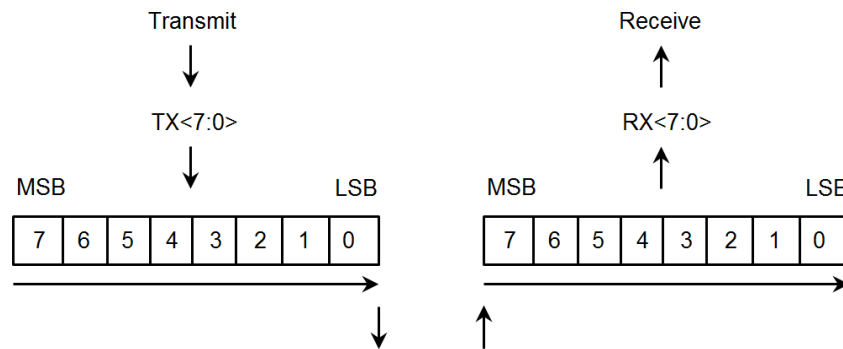 Transmit Receive
TX<7:0> RX<7:0>
MSB LSB MSB LSB
7 6 5 4 3 2 1 0 7 6 5 4 3 2 1 0